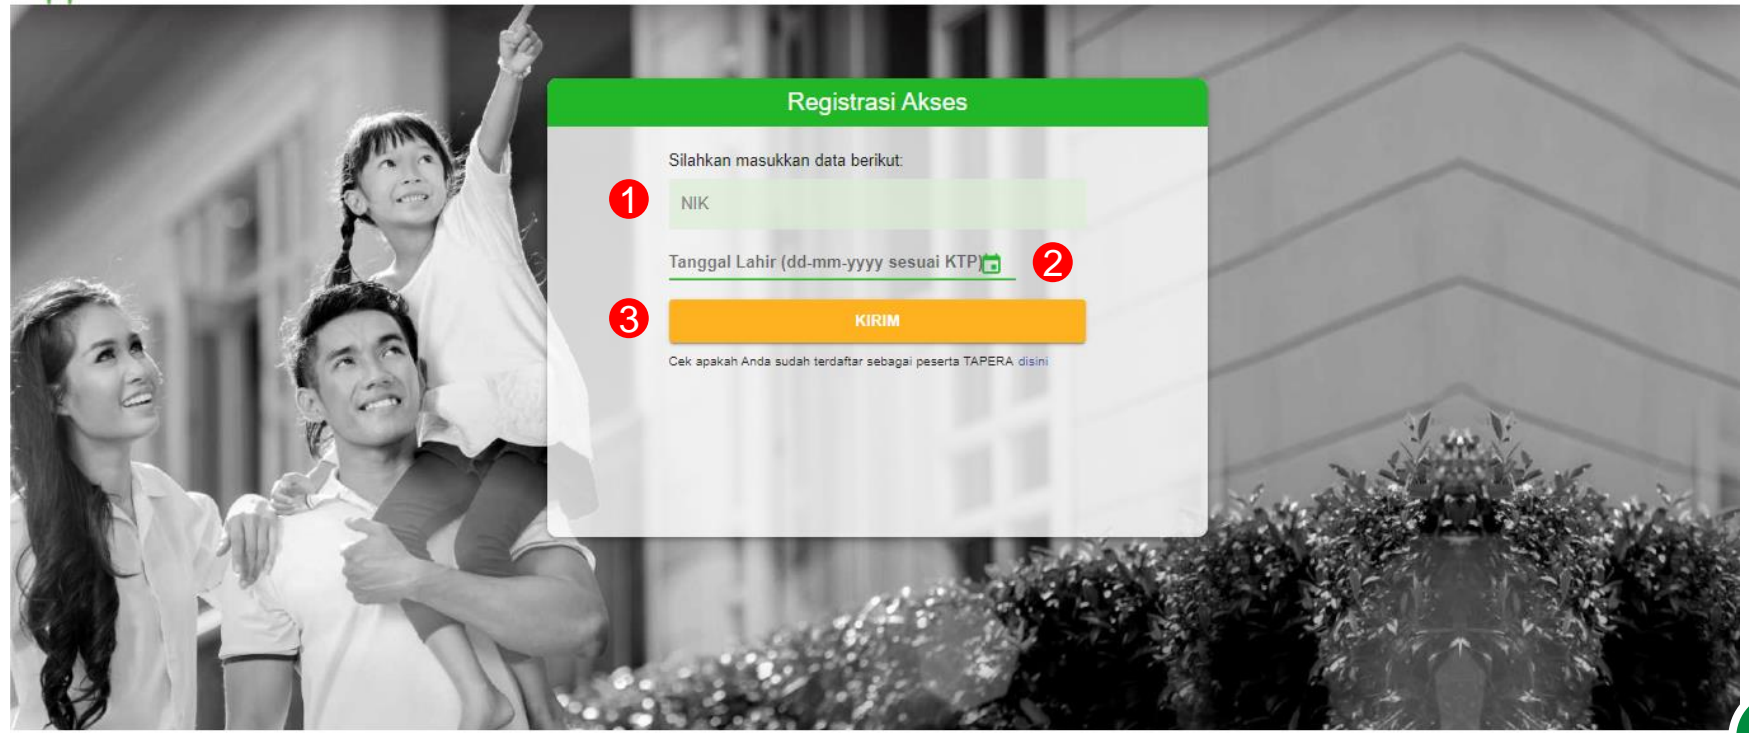 Registrasi Akses
Silahkan masukkan data berikut:
1
NIK
Tanggal Lahir (dd-mm-yyyy sesuai KTP)
2
3
KIRIM
Cek apakah Anda sudah terdaftar sebagai peserta TAPERA disini